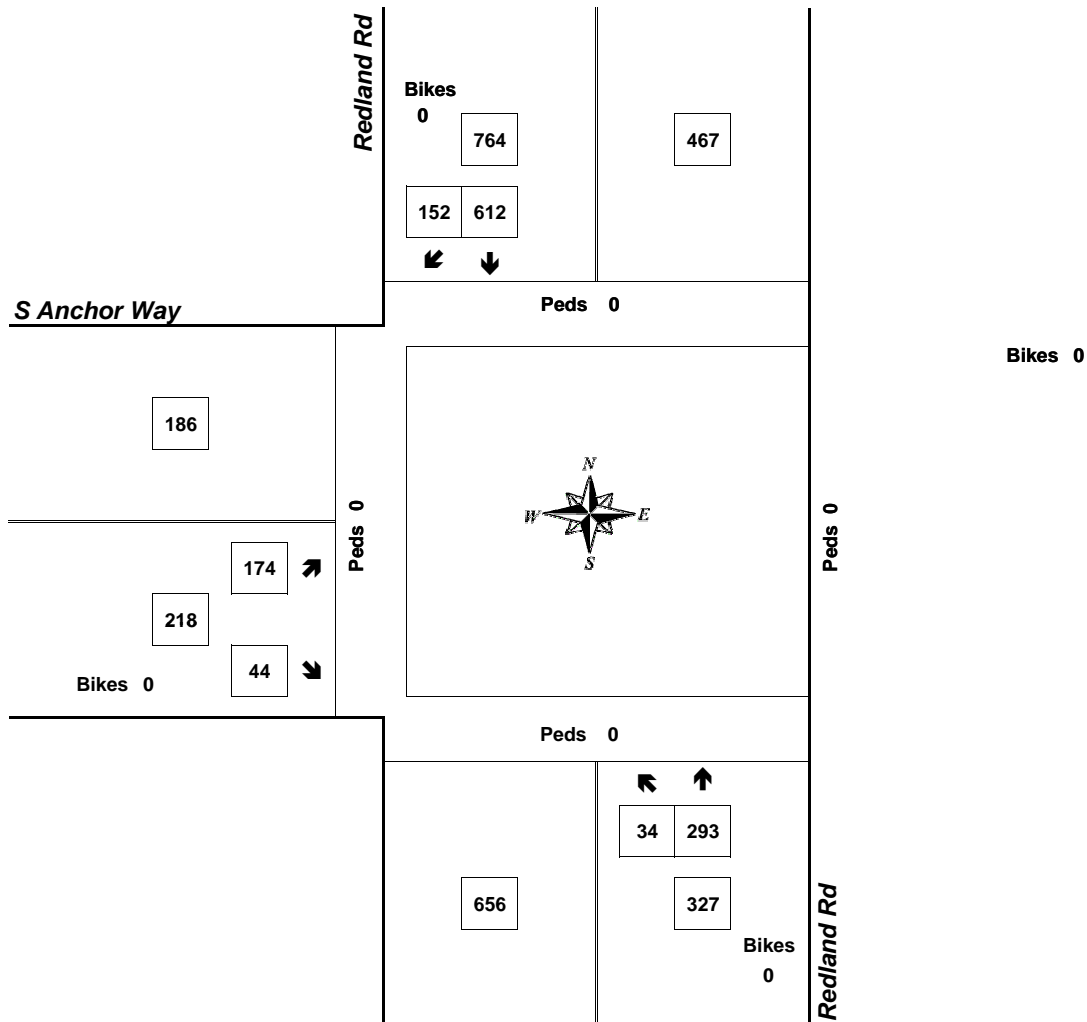 Redland Rd
Bikes
0
764
467
152 612
Peds 0
S Anchor Way
Bikes 0
186
N
W E
S
Peds 0
Peds 0
174
218
44
Bikes 0
Peds 0
34 293
656
327
Bikes
0
Redland Rd